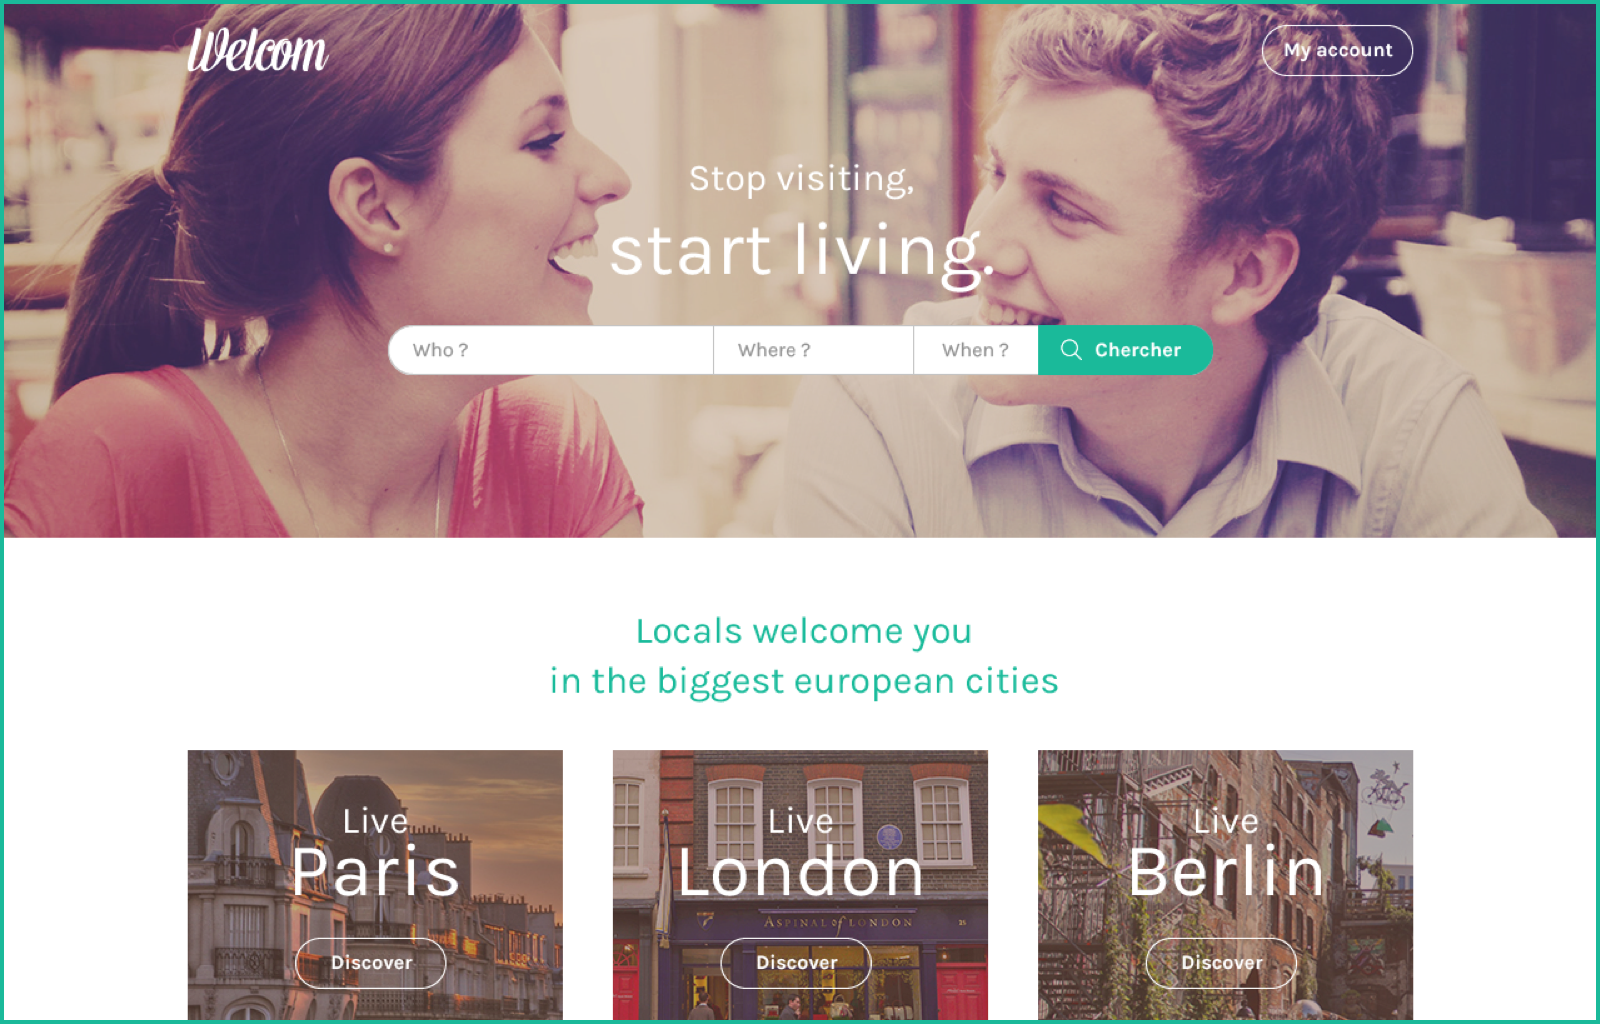 Welcom
My account
Stop visiting,
start living.
Who ?
Where ?
When ?
Chercher
Locals welcome you
in the biggest european cities
Live
Paris
Discover
Live
London
ASPINAL of LONDON
25
Discover
Live
Berlin
Discover